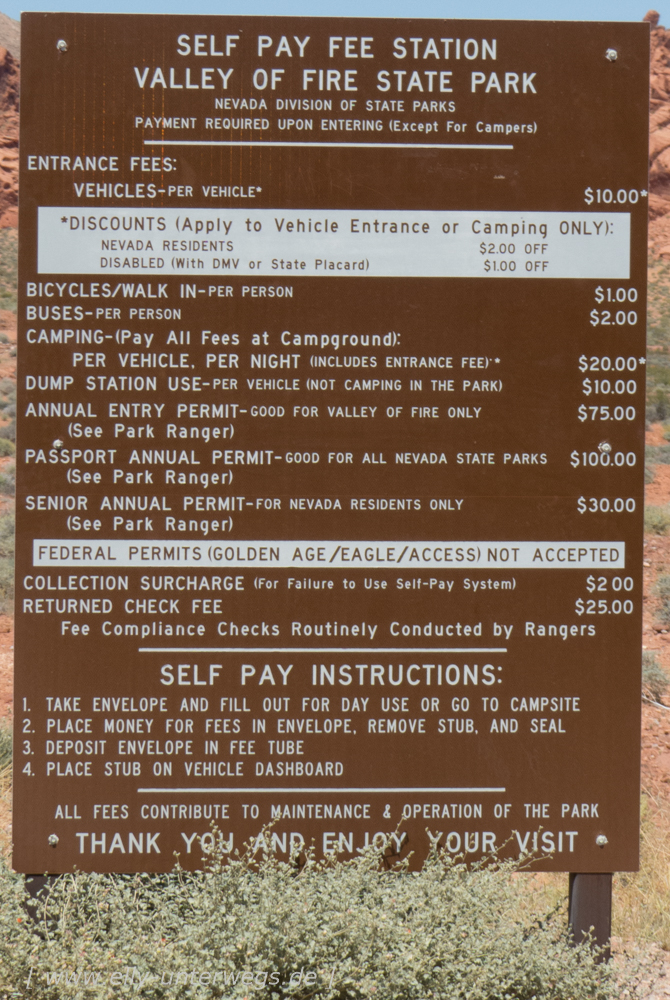 SELF PAY FEE STATION
VALLEY OF FIRE STATE PARK
NEVADA DIVISION OF STATE PARKS
PAYMENT REQUIRED UPON ENTERING (Except For Campers)
ENTRANCE FEES:
VEHICLES-PER VEHICLE* $10.00*
*DISCOUNTS (Apply to Vehicle Entrance or Camping ONLY):
NEVADA RESIDENTS $2.00 OFF
DISABLED (With DMV or State Placard) $1.00 OFF
BICYCLES/WALK IN-PER PERSON $1.00
BUSES-PER PERSON $2.00
CAMPING-(Pay All Fees at Campground):
PER VEHICLE, PER NIGHT (INCLUDES ENTRANCE FEE)* $20.00*
DUMP STATION USE-PER VEHICLE (NOT CAMPING IN THE PARK) $10.00
ANNUAL ENTRY PERMIT-GOOD FOR VALLEY OF FIRE ONLY $75.00
(See Park Ranger)
PASSPORT ANNUAL PERMIT-GOOD FOR ALL NEVADA STATE PARKS $100.00
(See Park Ranger)
SENIOR ANNUAL PERMIT-FOR NEVADA RESIDENTS ONLY $30.00
(See Park Ranger)
FEDERAL PERMITS (GOLDEN AGE/EAGLE/ACCESS) NOT ACCEPTED
COLLECTION SURCHARGE (For Failure to Use Self-Pay System) $2 00
RETURNED CHECK FEE $25.00
Fee Compliance Checks Routinely Conducted by Rangers
SELF PAY INSTRUCTIONS:
1. TAKE ENVELOPE AND FILL OUT FOR DAY USE OR GO TO CAMPSITE
2. PLACE MONEY FOR FEES IN ENVELOPE, REMOVE STUB, AND SEAL
3. DEPOSIT ENVELOPE IN FEE TUBE
4. PLACE STUB ON VEHICLE DASHBOARD
ALL FEES CONTRIBUTE TO MAINTENANCE & OPERATION OF THE PARK
THANK YOU AND ENJOY YOUR VISIT
| www.elly-unterwegs.de |